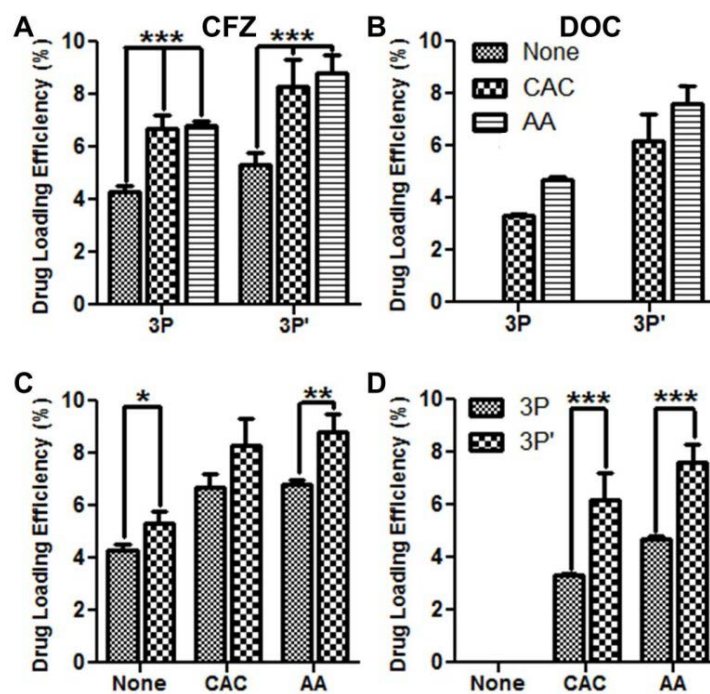 A
CFZ
Drug Loading Efficiency (%)
10
8
6
4
2
0
***
***
3P
3P'
B
DOC
Drug Loading Efficiency (%)
10
8
6
4
2
0
None
CAC
AA
3P
3P'
C
Drug Loading Efficiency (%)
10
8
6
4
2
0
*
**
None
CAC
AA
D
Drug Loading Efficiency (%)
10
8
6
4
2
0
3P
3P'
***
***
None
CAC
AA